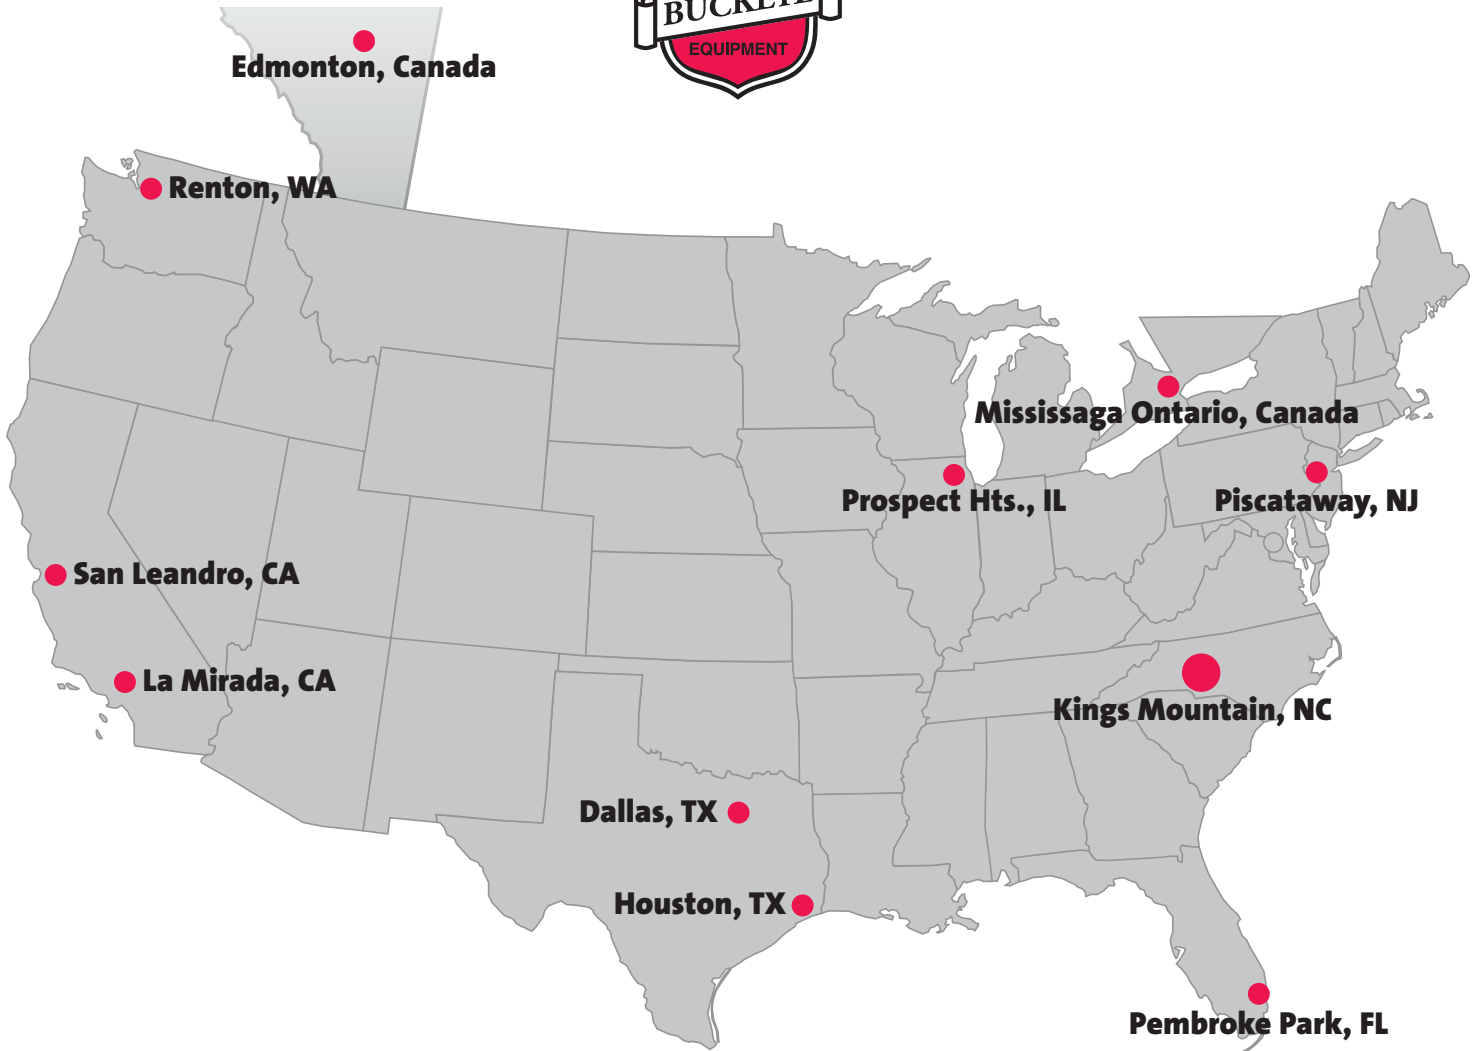 BUCKEYE
EQUIPMENT
Edmonton, Canada
Renton, WA
Mississaga Ontario, Canada
Prospect Hts., IL
Piscataway, NJ
San Leandro, CA
La Mirada, CA
Kings Mountain, NC
Dallas, TX
Houston, TX
Pembroke Park, FL